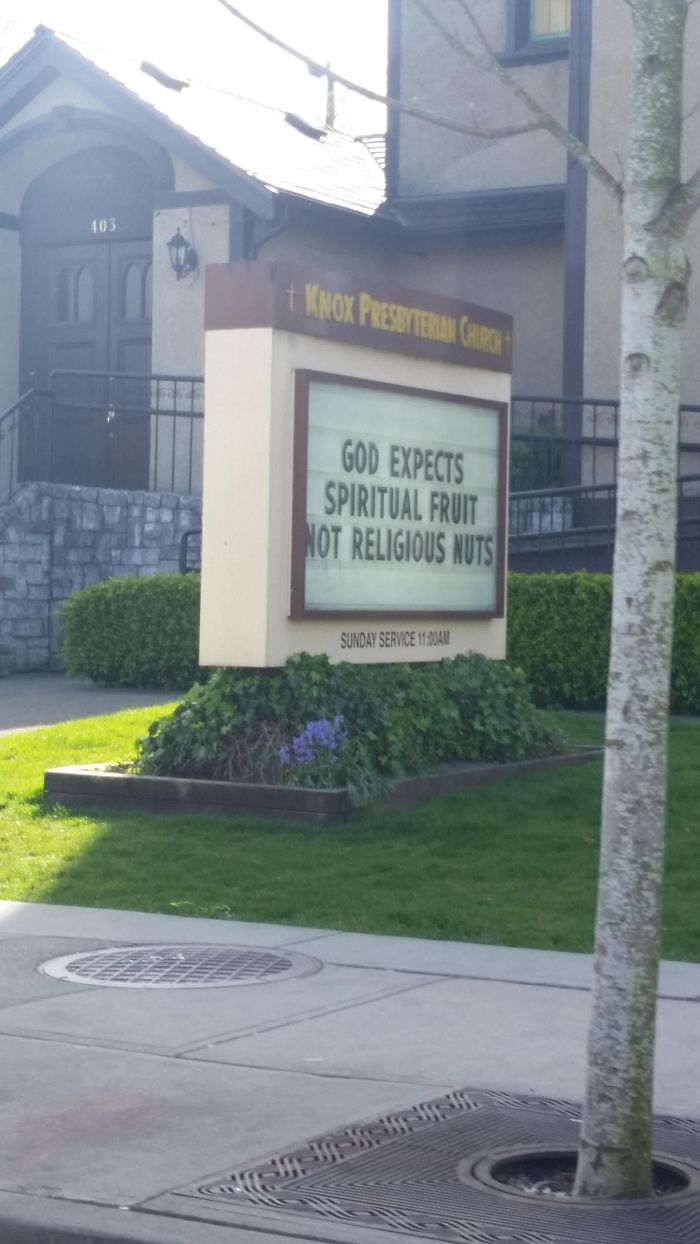 403
KNOX PRESBYTERIAN CHURCH
GOD EXPECTS
SPIRITUAL FRUIT
NOT RELIGIOUS NUTS
SUNDAY SERVICE 11:00AM